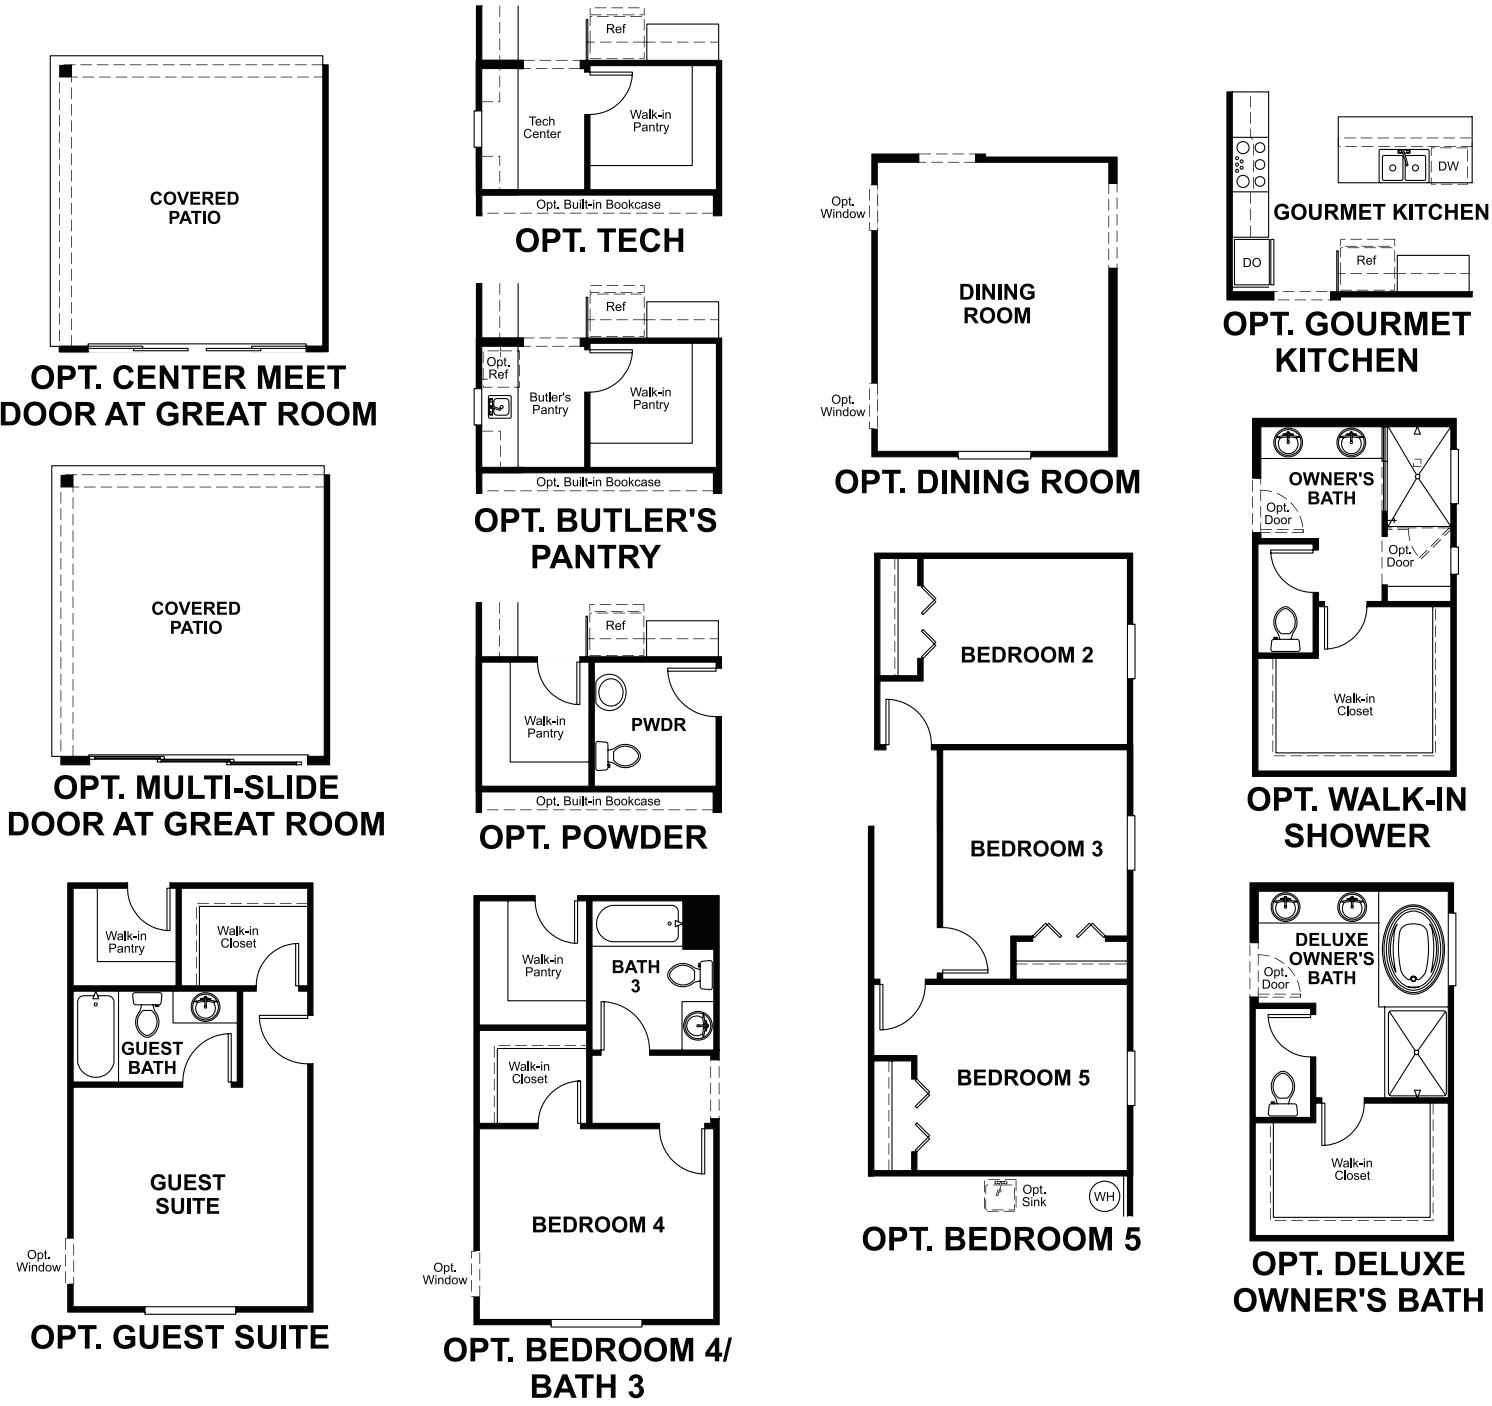 COVERED
PATIO
OPT. CENTER MEET
DOOR AT GREAT ROOM
COVERED
PATIO
OPT. MULTI-SLIDE
DOOR AT GREAT ROOM
Walk-in
Pantry
Walk-in
Closet
GUEST
BATH
GUEST
SUITE
Opt.
Window
OPT. GUEST SUITE
Ref
Tech
Center
Walk-in
Pantry
Opt. Built-in Bookcase
OPT. TECH
Ref
Opt.
Ref
Butler's
Pantry
Walk-in
Pantry
Opt. Built-in Bookcase
OPT. BUTLER'S
PANTRY
Ref
Walk-in
Pantry
PWDR
Opt. Built-in Bookcase
OPT. POWDER
Walk-in
Pantry
BATH
3
Walk-in
Closet
BEDROOM 4
Opt.
Window
OPT. BEDROOM 4/
BATH 3
Opt.
Window
DINING
ROOM
Opt.
Window
OPT. DINING ROOM
BEDROOM 2
BEDROOM 3
BEDROOM 5
Opt.
Sink
WH
OPT. BEDROOM 5
DW
GOURMET KITCHEN
DO
Ref
OPT. GOURMET
KITCHEN
OWNER'S
BATH
Opt.
Door
Opt.
Door
Walk-in
Closet
OPT. WALK-IN
SHOWER
DELUXE
OWNER'S
BATH
Opt.
Door
Walk-in
Closet
OPT. DELUXE
OWNER'S BATH